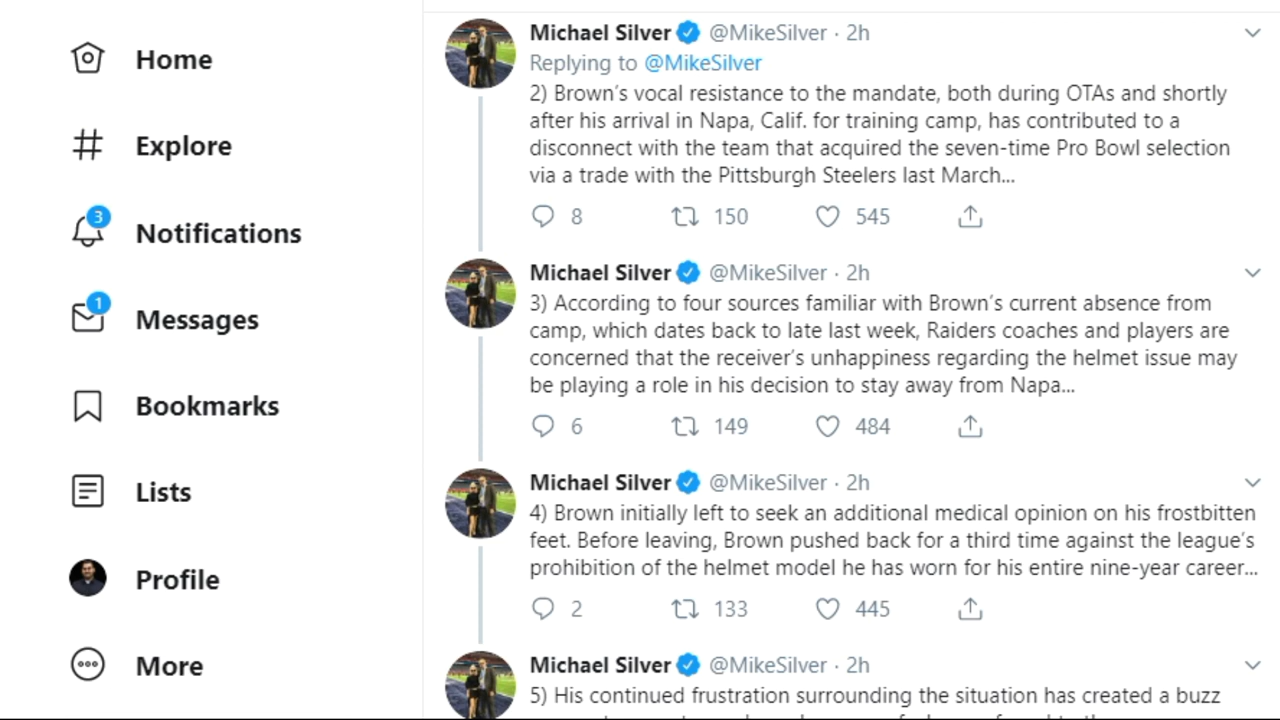 Home
Explore
3
Notifications
1
Messages
Bookmarks
Lists
Profile
More
Michael Silver @MikeSilver · 2h
Replying to @MikeSilver
2) Brown's vocal resistance to the mandate, both during OTAs and shortly
after his arrival in Napa, Calif. for training camp, has contributed to a
disconnect with the team that acquired the seven-time Pro Bowl selection
via a trade with the Pittsburgh Steelers last March...
8 150 545
Michael Silver @MikeSilver · 2h
3) According to four sources familiar with Brown's current absence from
camp, which dates back to late last week, Raiders coaches and players are
concerned that the receiver's unhappiness regarding the helmet issue may
be playing a role in his decision to stay away from Napa...
6 149 484
Michael Silver @MikeSilver · 2h
4) Brown initially left to seek an additional medical opinion on his frostbitten
feet. Before leaving, Brown pushed back for a third time against the league's
prohibition of the helmet model he has worn for his entire nine-year career...
2 133 445
Michael Silver @MikeSilver · 2h
5) His continued frustration surrounding the situation has created a buzz